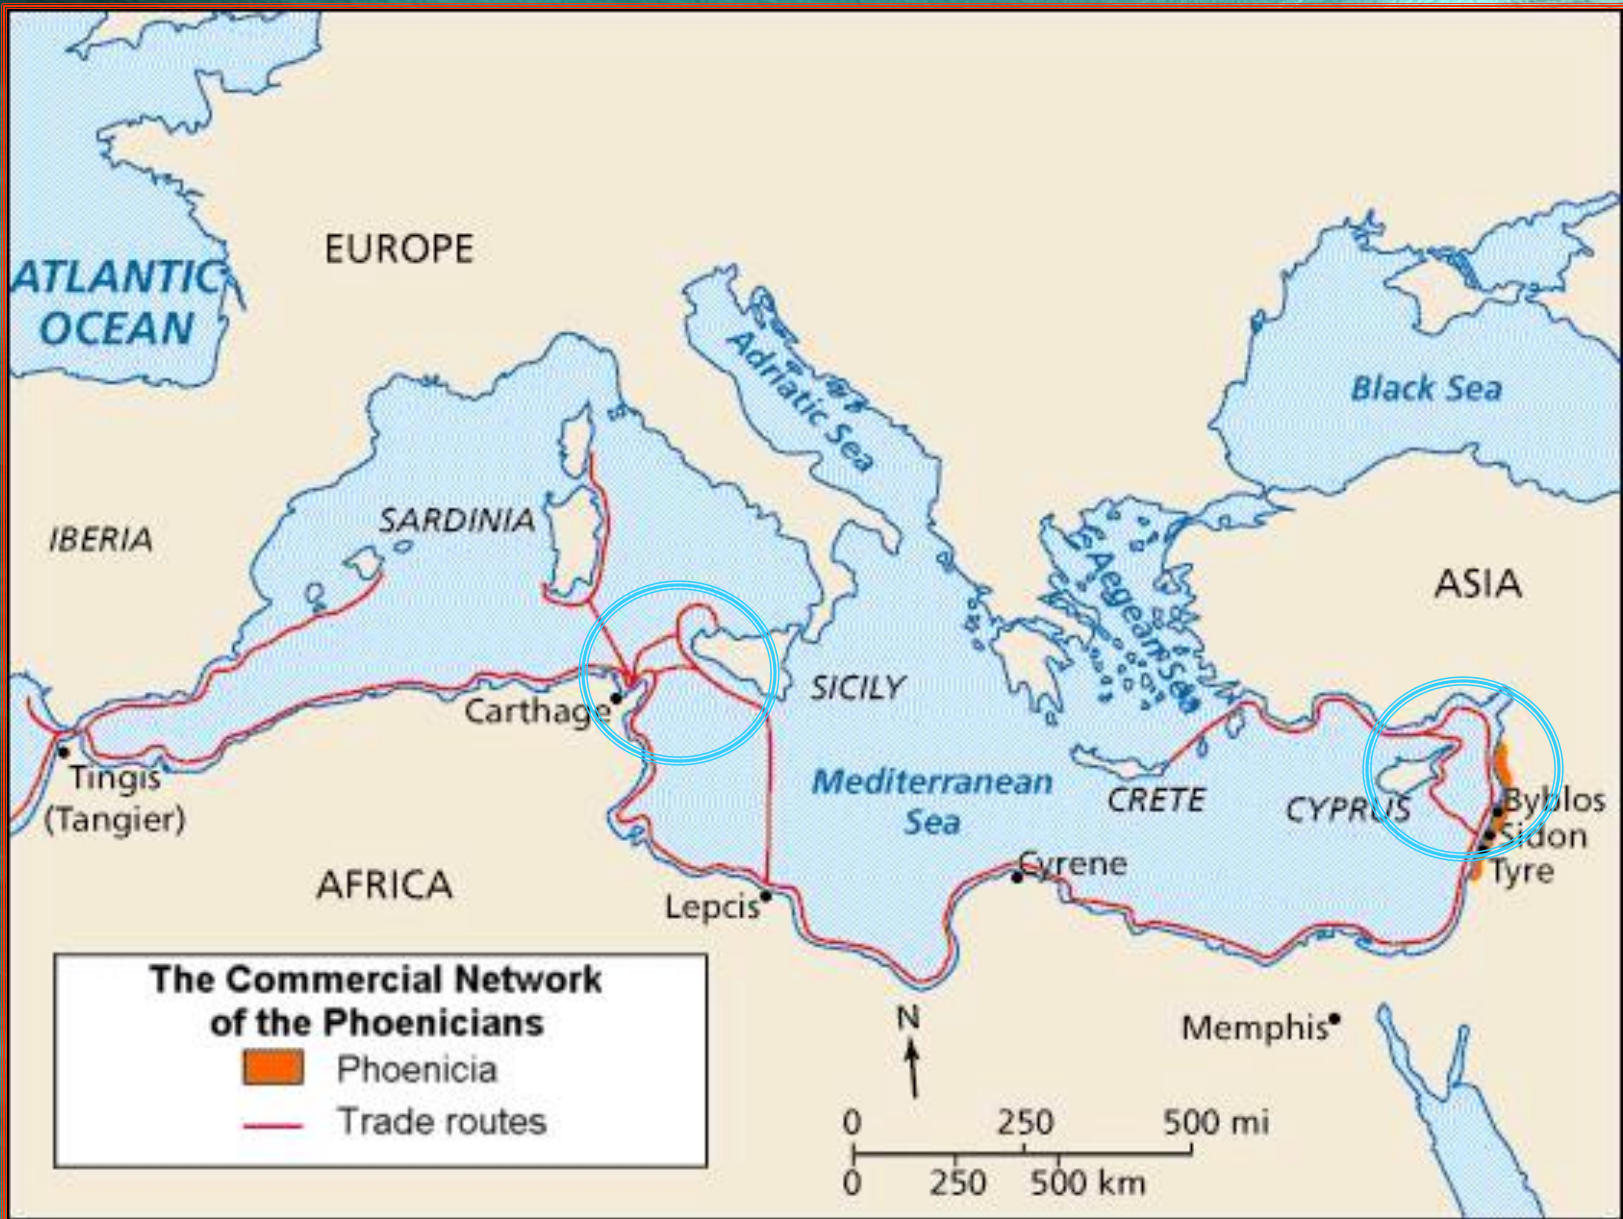 EUROPE
ATLANTIC
OCEAN
Adriatic Sea
Black Sea
SARDINIA
IBERIA
ASIA
Aegean Sea
SICILY
Carthage
Mediterranean
Sea
CRETE
CYPRUS
Byblos
Sidon
Tyre
Tingis
(Tangier)
Cyrene
AFRICA
Lepcis
The Commercial Network
of the Phoenicians
Phoenicia
Trade routes
N
Memphis
0 250 500 mi
0 250 500 km